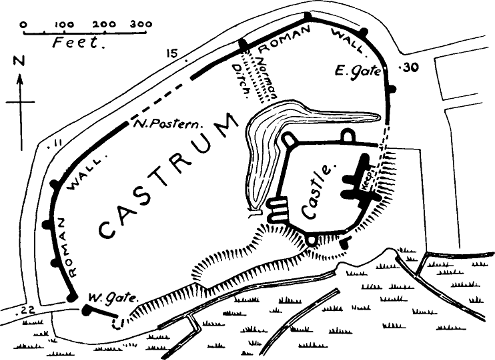 0 100 200 300
Feet.
N
15
ROMAN WALL.
Norman Ditch.
E. Gate
.30
N. Postern.
.11
CASTRUM
ROMAN WALL.
Castle.
Keep
W. Gate.
.22